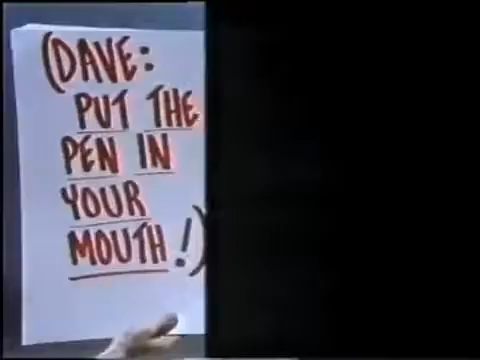 (DAVE:
PUT THE
PEN IN
YOUR
MOUTH!)